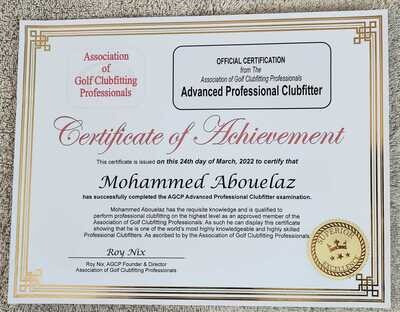 Association
of
Golf Clubfitting
Professionals
OFFICIAL CERTIFICATION
from The
Association of Golf Clubfitting Professionals
Advanced Professional Clubfitter
Certificate of Achievement
This certificate is issued on this 24th day of March, 2022 to certify that
Mohammed Abouelaz
has successfully completed the AGCP Advanced Professional Clubfitter examination.
Mohammed Abouelaz has the requisite knowledge and is qualified to
perform professional clubfitting on the highest level as an approved member of the
Association of Golf Clubfitting Professionals. As such he can display this certificate
showing that he is one of the world's most highly knowledgeable and highly skilled
Professional Clubfitters. As ascribed to by the Association of Golf Clubfitting Professionals
Roy Nix
Roy Nix, AGCP Founder & Director
Association of Golf Clubfitting Professionals